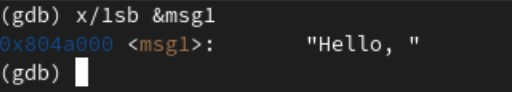 (gdb) x/1sb &msg1
0x804a000 <msg1>:       "Hello, "
(gdb)